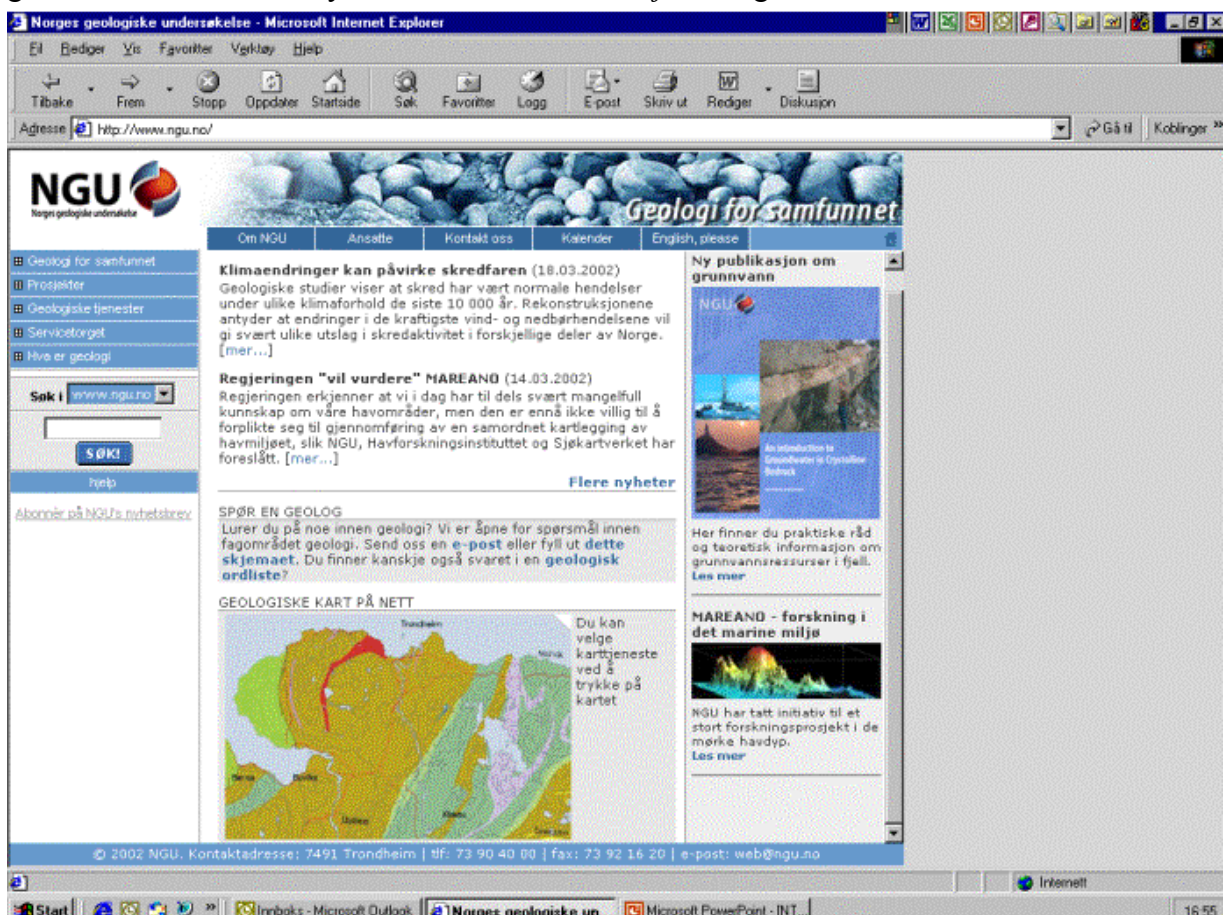 Norges geologiske undersøkelse - Microsoft Internet Explorer
Fil Rediger Vis Favoritter Verktøy Hjelp
Tilbake Frem Stopp Oppdater Startside Søk Favoritter Logg E-post Skriv ut Rediger Diskusjon
Adresse http://www.ngu.no/ Gå til Koblinger »
NGU
Norges geologiske undersøkelse
Geologi for samfunnet
Om NGU Ansatte Kontakt oss Kalender English, please
Geologi for samfunnet
Prosjekter
Geologiske tjenester
Servicetorget
Hva er geologi
Søk i www.ngu.no
SØK!
hjelp
Abonnér på NGU's nyhetsbrev
Klimaendringer kan påvirke skredfaren (18.03.2002)
Geologiske studier viser at skred har vært normale hendelser
under ulike klimaforhold de siste 10 000 år. Rekonstruksjonene
antyder at endringer i de kraftigste vind- og nedbørhendelsene vil
gi svært ulike utslag i skredaktivitet i forskjellige deler av Norge.
[mer...]
Regjeringen "vil vurdere" MAREANO (14.03.2002)
Regjeringen erkjenner at vi i dag har til dels svært mangelfull
kunnskap om våre havområder, men den er ennå ikke villig til å
forplikte seg til gjennomføring av en samordnet kartlegging av
havmiljøet, slik NGU, Havforskningsinstituttet og Sjøkartverket har
foreslått. [mer...]
Flere nyheter
SPØR EN GEOLOG
Lurer du på noe innen geologi? Vi er åpne for spørsmål innen
fagområdet geologi. Send oss en e-post eller fyll ut dette
skjemaet. Du finner kanskje også svaret i en geologisk
ordliste?
GEOLOGISKE KART PÅ NETT
Trondheim
Du kan
velge
karttjeneste
ved å
trykke på
kartet
Ny publikasjon om
grunnvann
NGU
An introduction to
Groundwater in Crystalline
Bedrock
Her finner du praktiske råd
og teoretisk informasjon om
grunnvannsressurser i fjell.
Les mer
MAREANO - forskning i
det marine miljø
NGU har tatt initiativ til et
stort forskningsprosjekt i de
mørke havdyp.
Les mer
© 2002 NGU. Kontaktadresse: 7491 Trondheim | tlf: 73 90 40 00 | fax: 73 92 16 20 | e-post: web@ngu.no
Internett
Start » Innboks - Microsoft Outlook Norges geologiske un... Microsoft PowerPoint - [INT... 16:55